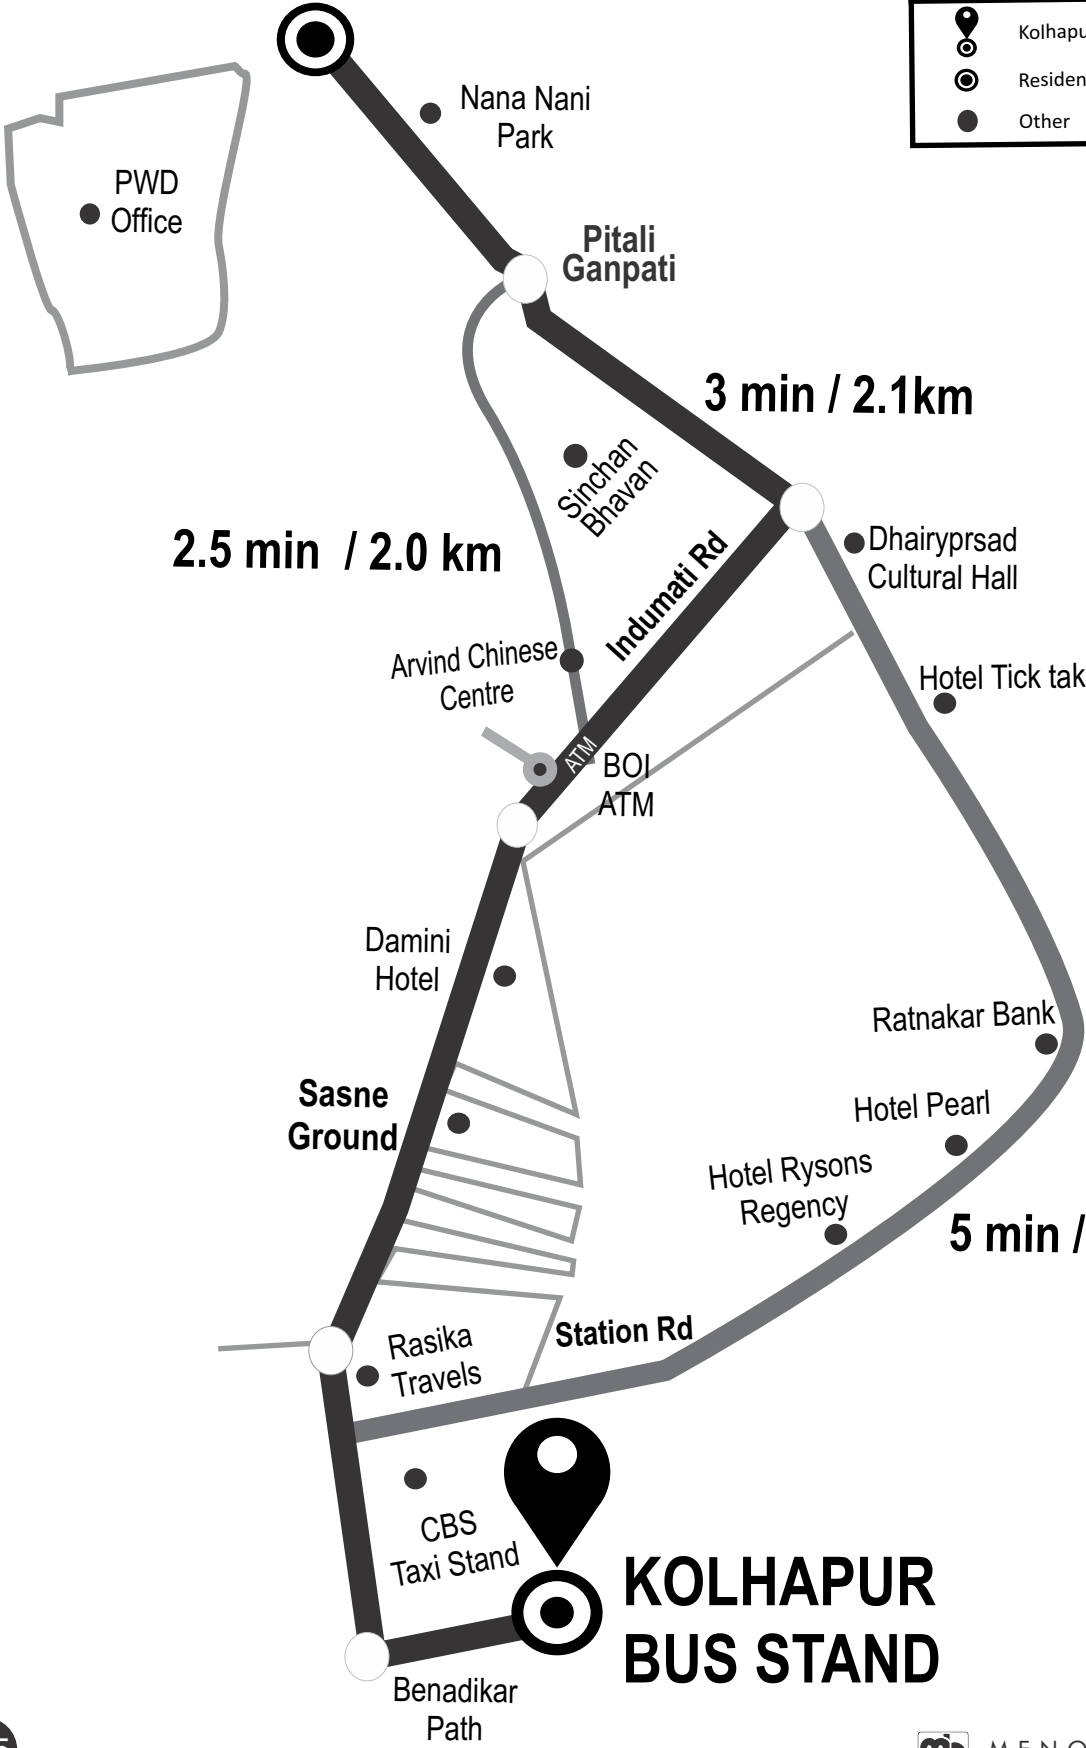 Kolhapu
Residen
Other
Nana Nani
Park
PWD
Office
Pitali
Ganpati
3 min / 2.1km
Sinchan
Bhavan
2.5 min / 2.0 km
Indumati Rd
Dhairyprsad
Cultural Hall
Arvind Chinese
Centre
Hotel Tick tak
ATM
BOI
ATM
Damini
Hotel
Ratnakar Bank
Sasne
Ground
Hotel Pearl
Hotel Rysons
Regency
5 min /
Station Rd
Rasika
Travels
CBS
Taxi Stand
KOLHAPUR
BUS STAND
Benadikar
Path